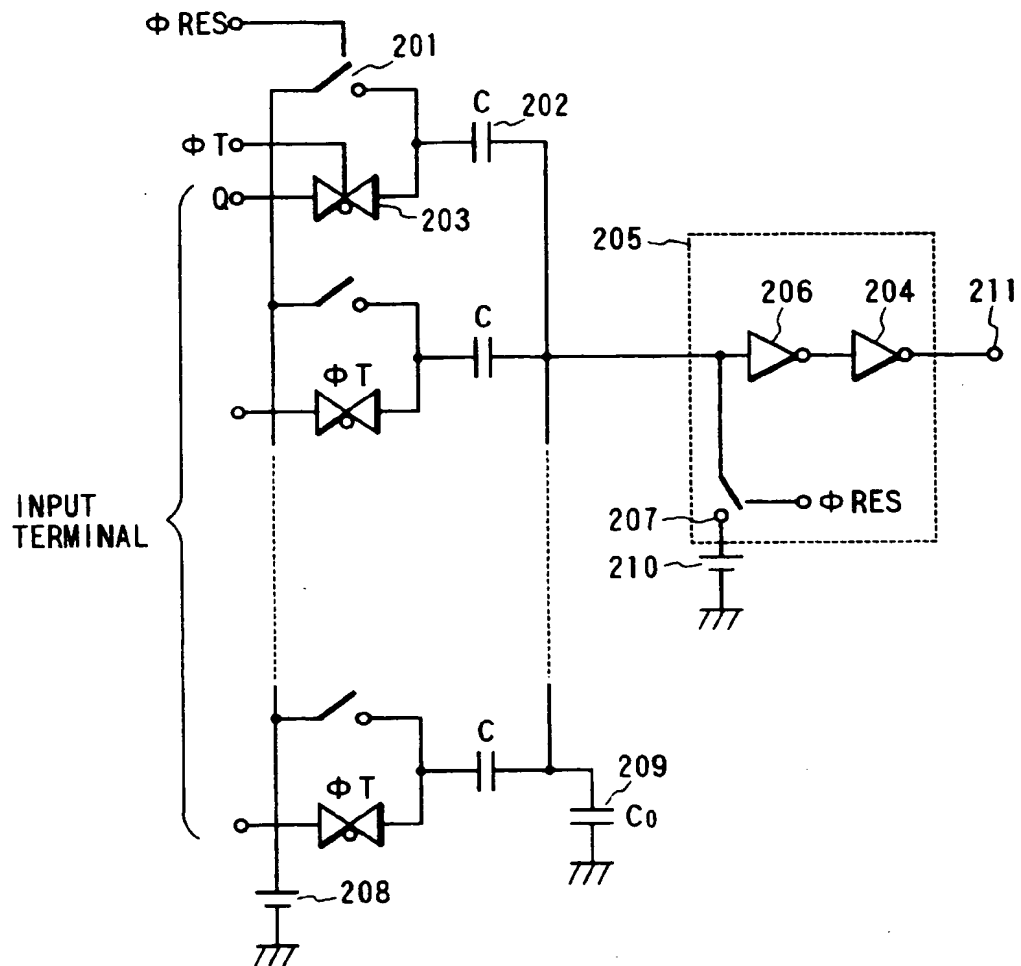 Φ RES
201
C 202
Φ T
Q
203
205
206 204 211
C
Φ T
INPUT
TERMINAL
Φ RES
207
210
C
209
Φ T
C0
208